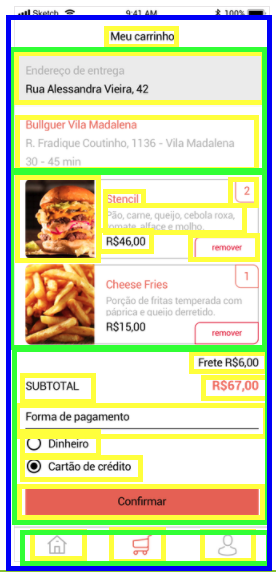 Sketch 9:41 AM 100%
Meu carrinho
Endereço de entrega
Rua Alessandra Vieira, 42
Bullguer Vila Madalena
R. Fradique Coutinho, 1136 - Vila Madalena
30 - 45 min
Stencil
2
Pão, carne, queijo, cebola roxa,
tomate, alface e molho.
R$46,00
remover
Cheese Fries
1
Porção de fritas temperada com
páprica e queijo derretido.
R$15,00
remover
Frete R$6,00
SUBTOTAL R$67,00
Forma de pagamento
Dinheiro
Cartão de crédito
Confirmar